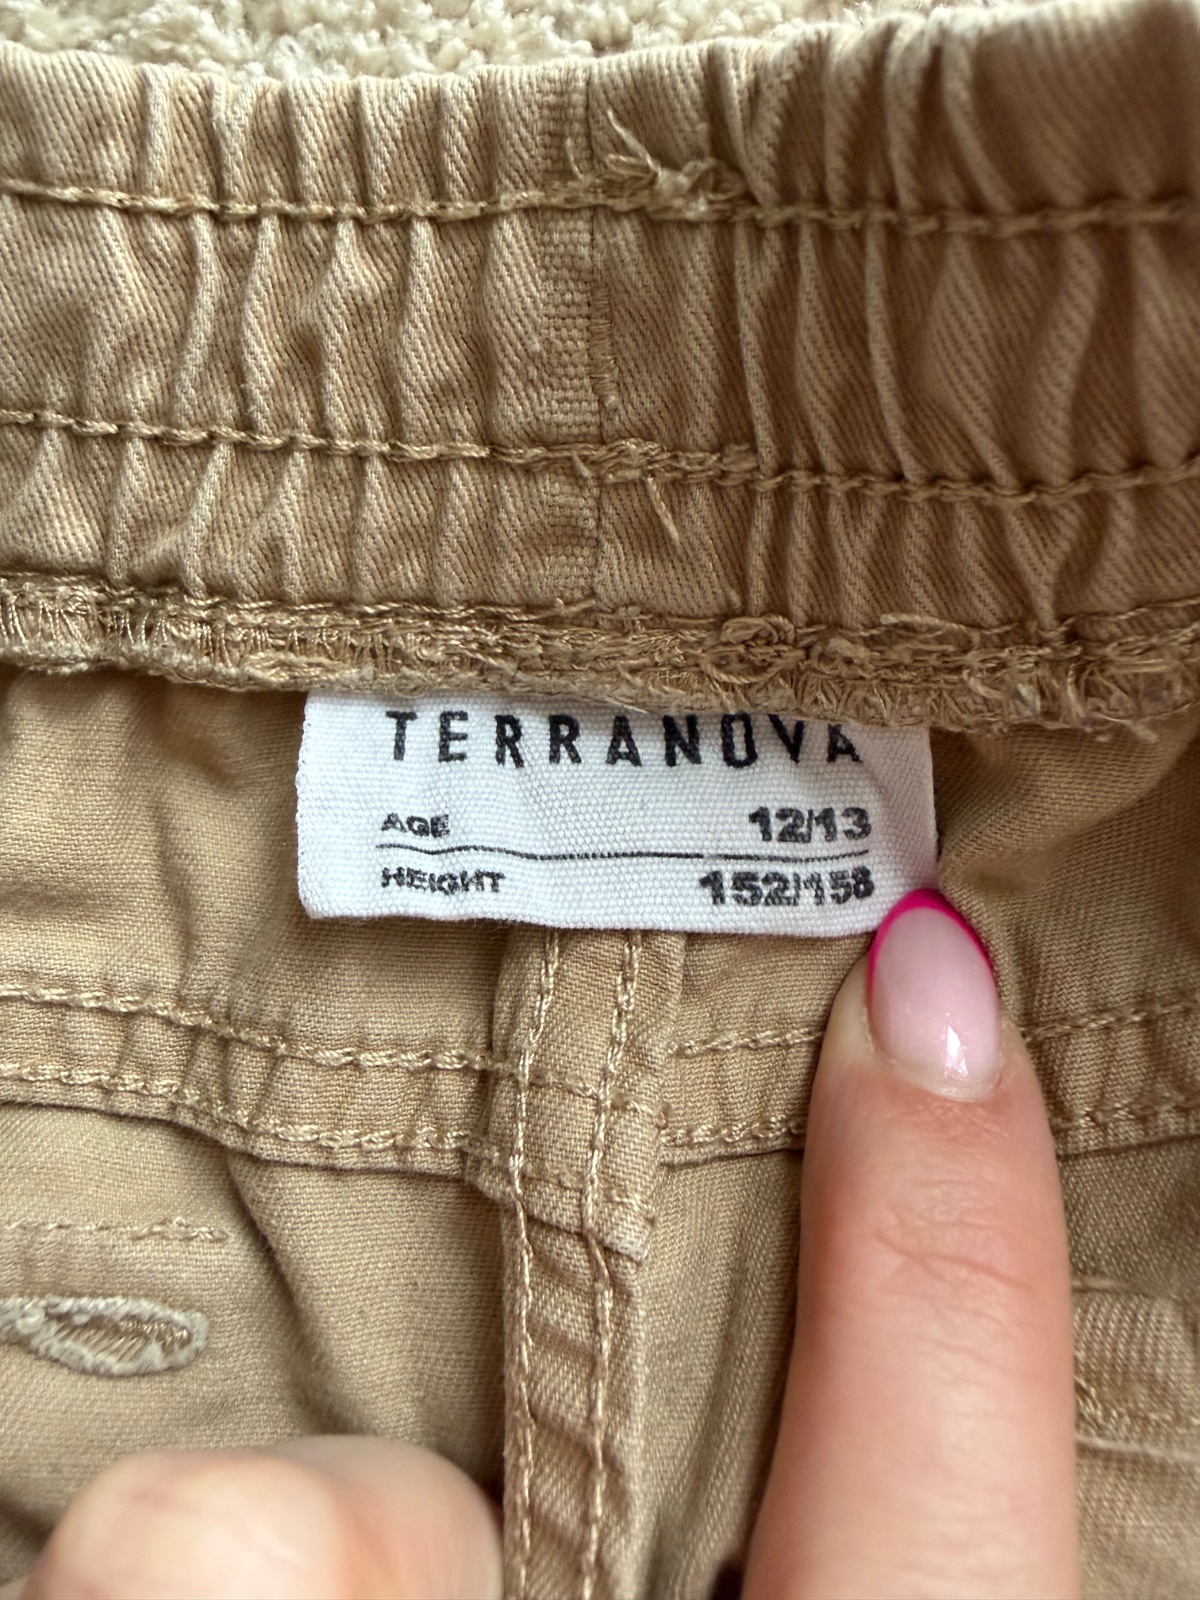 TERRANOVA
AGE 12/13
HEIGHT 152/158